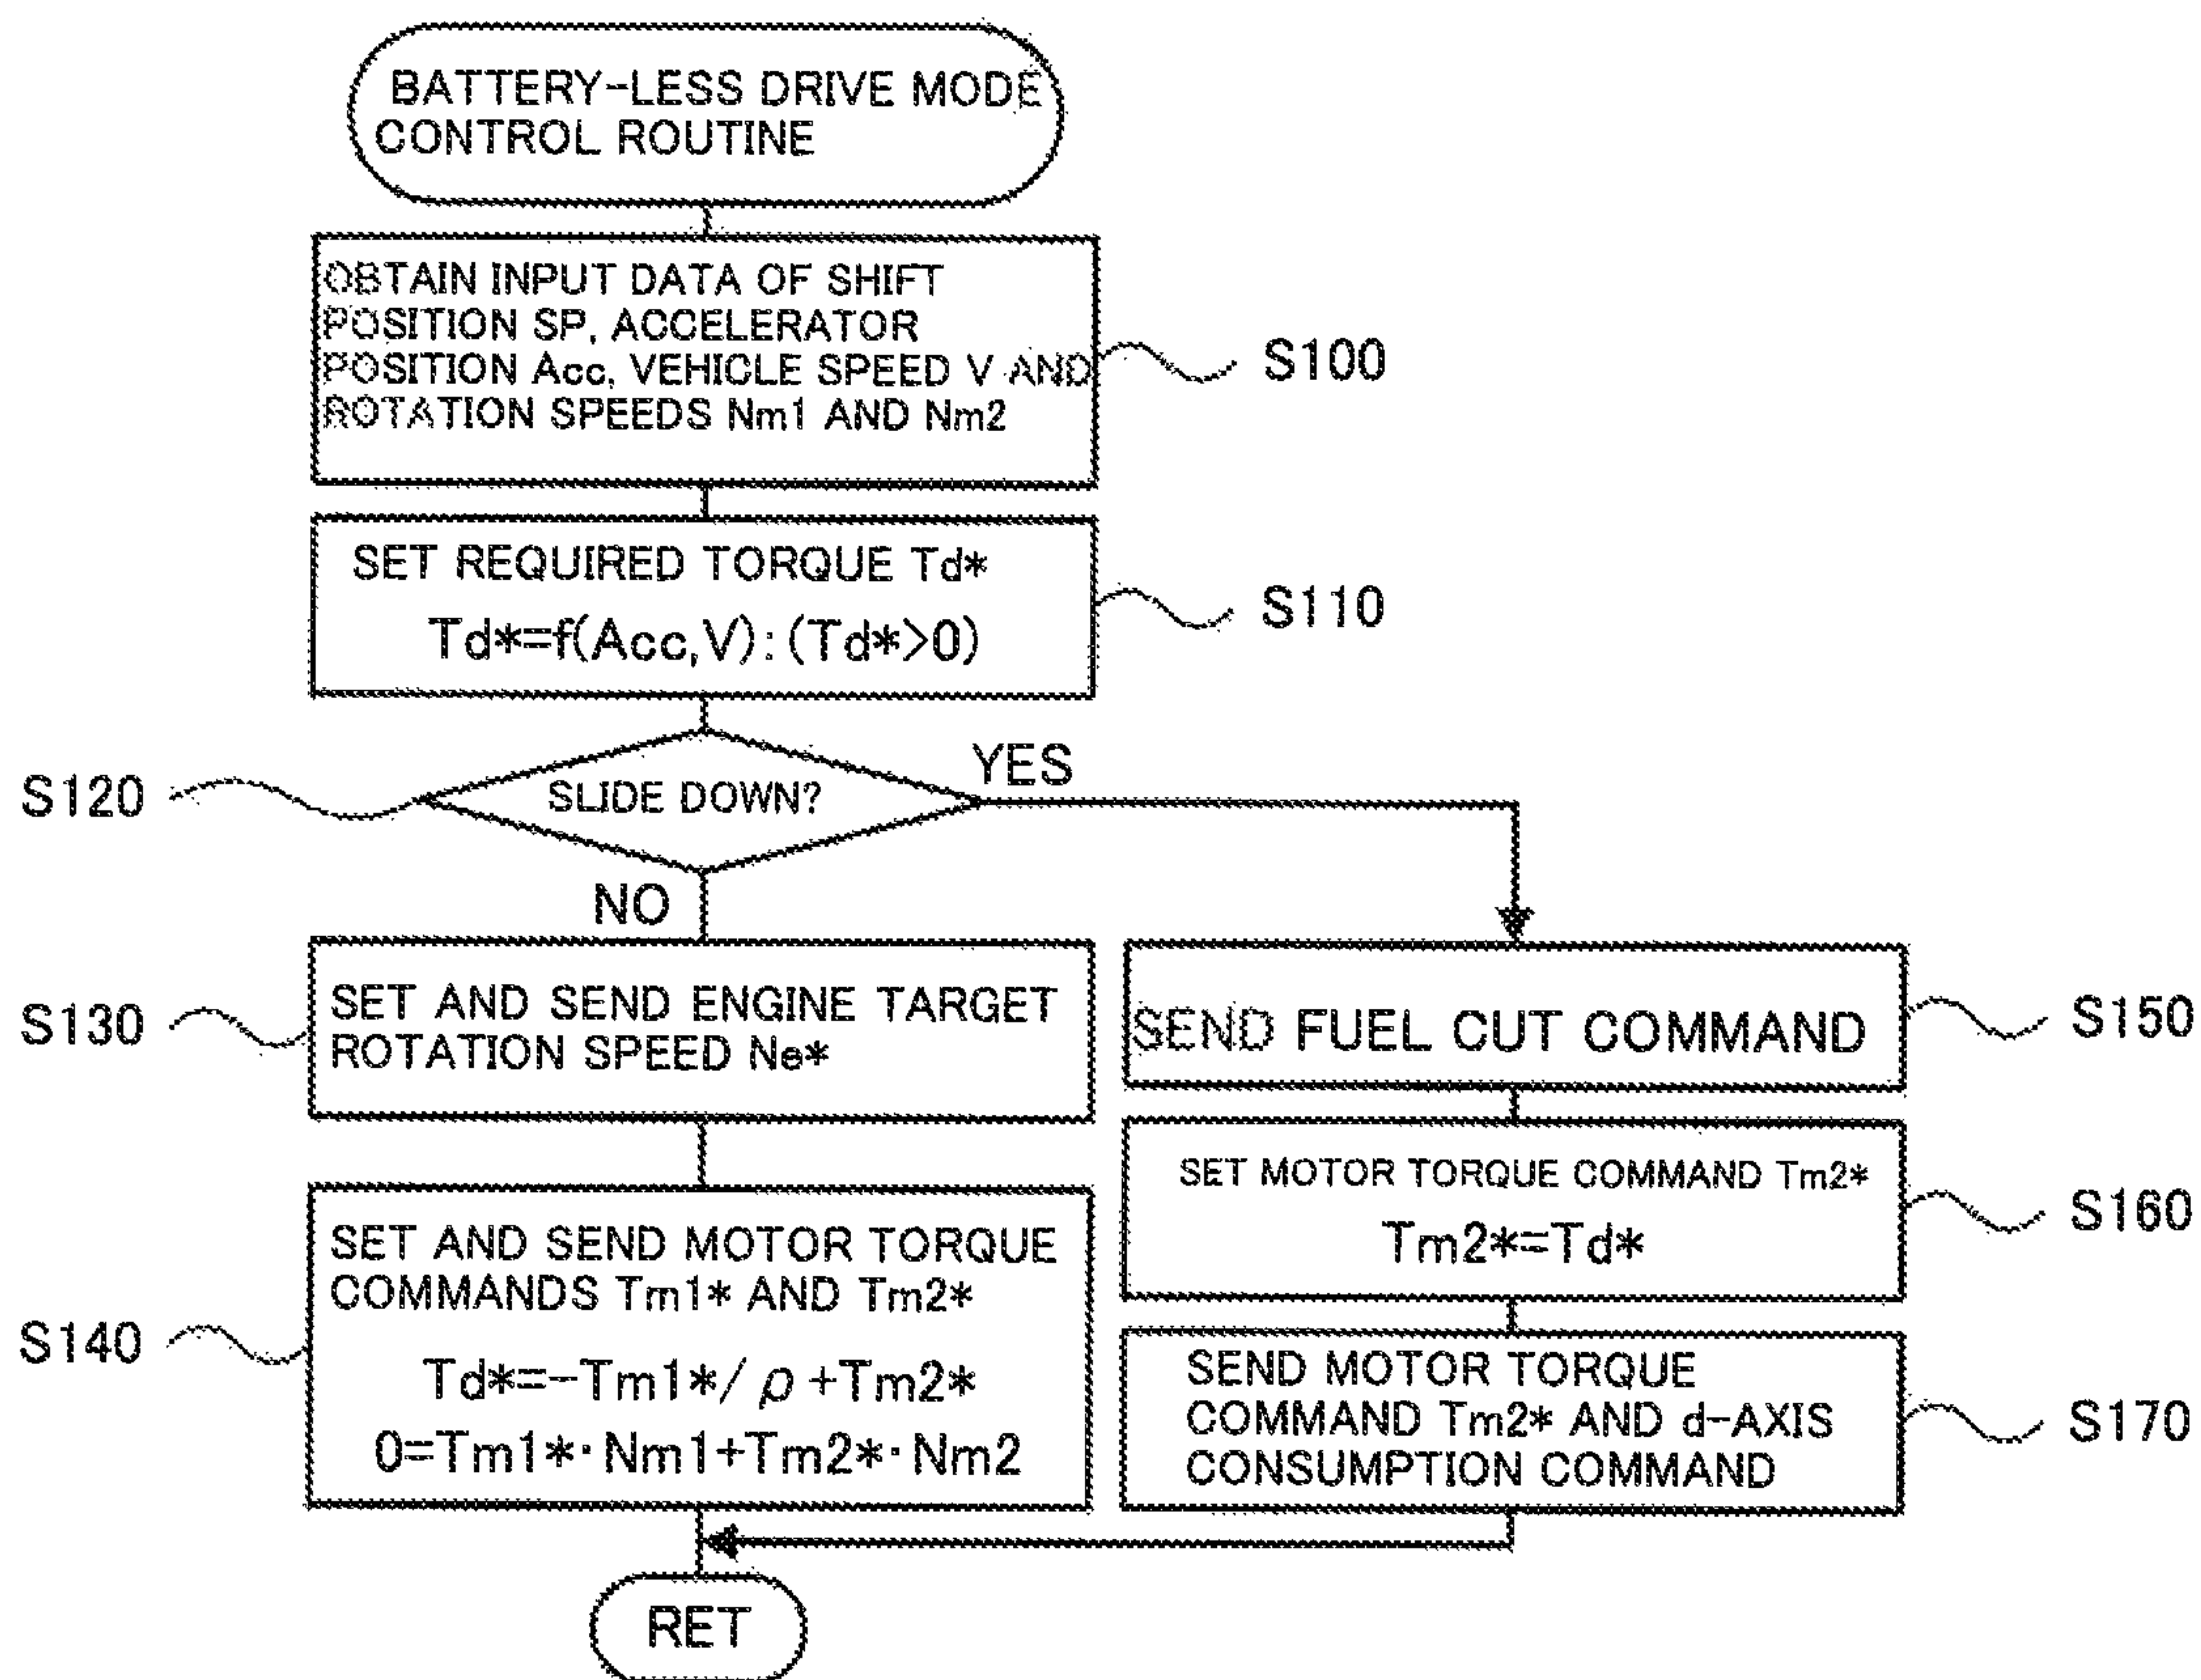 BATTERY-LESS DRIVE MODE
CONTROL ROUTINE
OBTAIN INPUT DATA OF SHIFT
POSITION SP, ACCELERATOR
POSITION Acc, VEHICLE SPEED V AND
ROTATION SPEEDS Nm1 AND Nm2
S100
SET REQUIRED TORQUE Td*
Td*=f(Acc,V):(Td*>0)
S110
S120
SLIDE DOWN?
YES
NO
S130
SET AND SEND ENGINE TARGET
ROTATION SPEED Ne*
S140
SET AND SEND MOTOR TORQUE
COMMANDS Tm1* AND Tm2*
Td*=-Tm1*/ρ+Tm2*
0=Tm1*·Nm1+Tm2*·Nm2
SEND FUEL CUT COMMAND
S150
SET MOTOR TORQUE COMMAND Tm2*
Tm2*=Td*
S160
SEND MOTOR TORQUE
COMMAND Tm2* AND d-AXIS
CONSUMPTION COMMAND
S170
RET